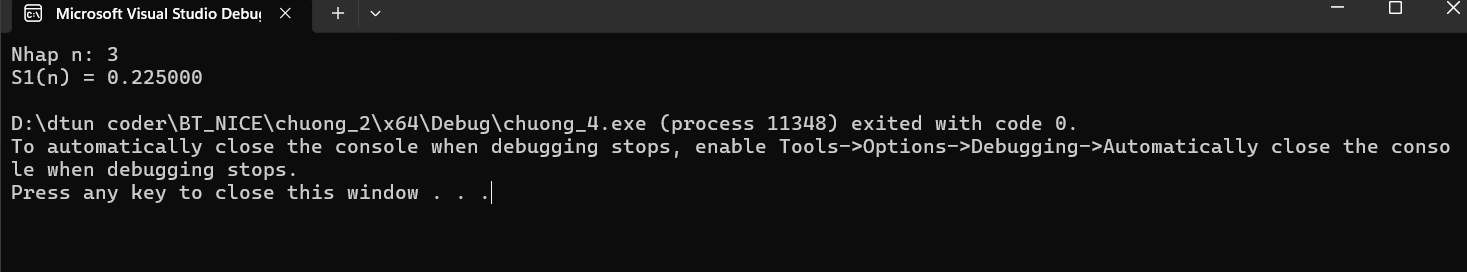 Microsoft Visual Studio Debu
Nhap n: 3
S1(n) = 0.225000
D:\dtun coder\BT_NICE\chuong_2\x64\Debug\chuong_4.exe (process 11348) exited with code 0.
To automatically close the console when debugging stops, enable Tools->Options->Debugging->Automatically close the conso
le when debugging stops.
Press any key to close this window . . .